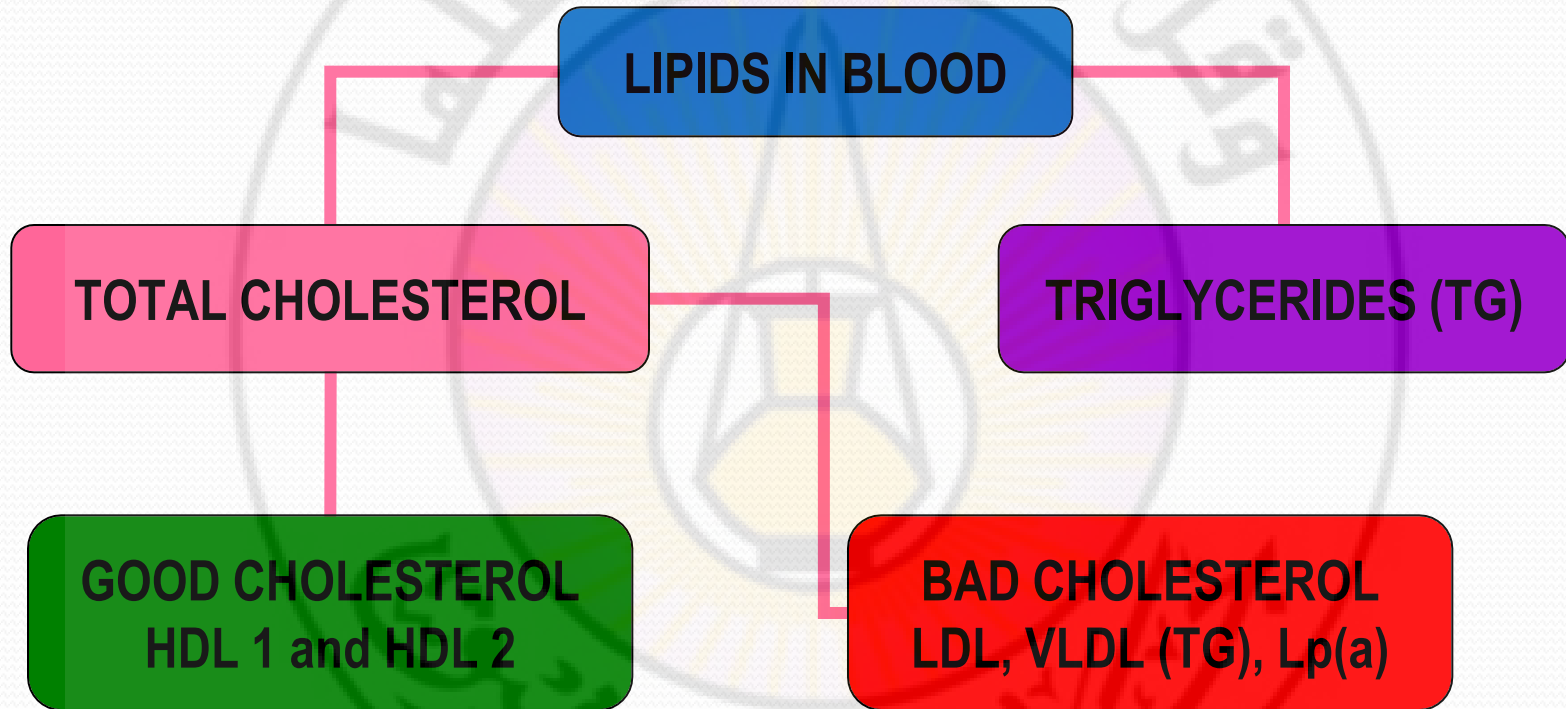 LIPIDS IN BLOOD
TOTAL CHOLESTEROL
TRIGLYCERIDES (TG)
GOOD CHOLESTEROL
HDL 1 and HDL 2
BAD CHOLESTEROL
LDL, VLDL (TG), Lp(a)